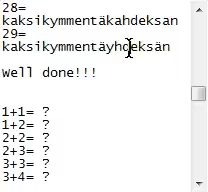 28=
kaksikymmentäkahdeksan
29=
kaksikymmentäyhdeksän
Well done!!!
1+1= ?
1+2= ?
2+2= ?
2+3= ?
3+3= ?
3+4= ?